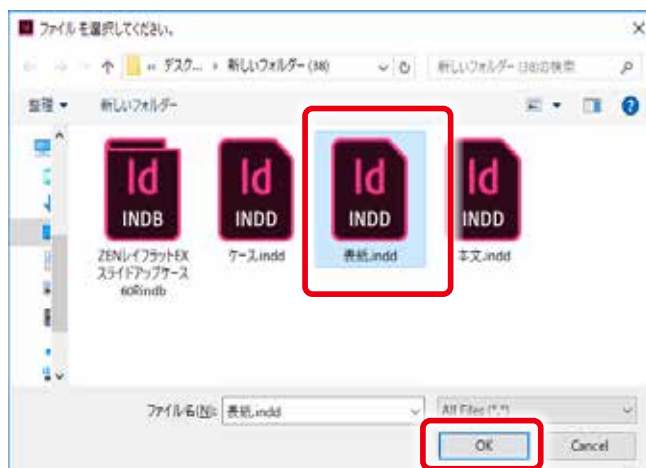 ファイル を選択してください。
« デスク... › 新しいフォルダー (38)
新しいフォルダー (38)の検索
整理
新しいフォルダー
Id
INDB
Id
INDD
Id
INDD
Id
INDD
ZENレイフラットEX
スライドアップケース
60R.indb
ケース.indd
表紙.indd
本文.indd
ファイル名(N):
表紙.indd
All Files (*.*)
OK
Cancel